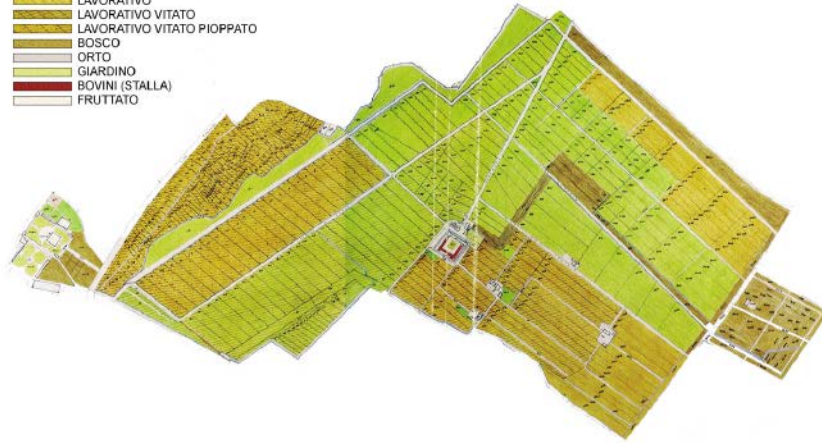 LAVORATIVO
LAVORATIVO VITATO
LAVORATIVO VITATO PIOPPATO
BOSCO
ORTO
GIARDINO
BOVINI (STALLA)
FRUTTATO